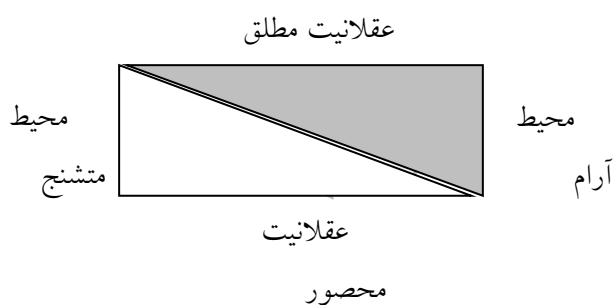 عقلانیت مطلق
محیط
آرام
محیط
متشنج
عقلانیت
محصور